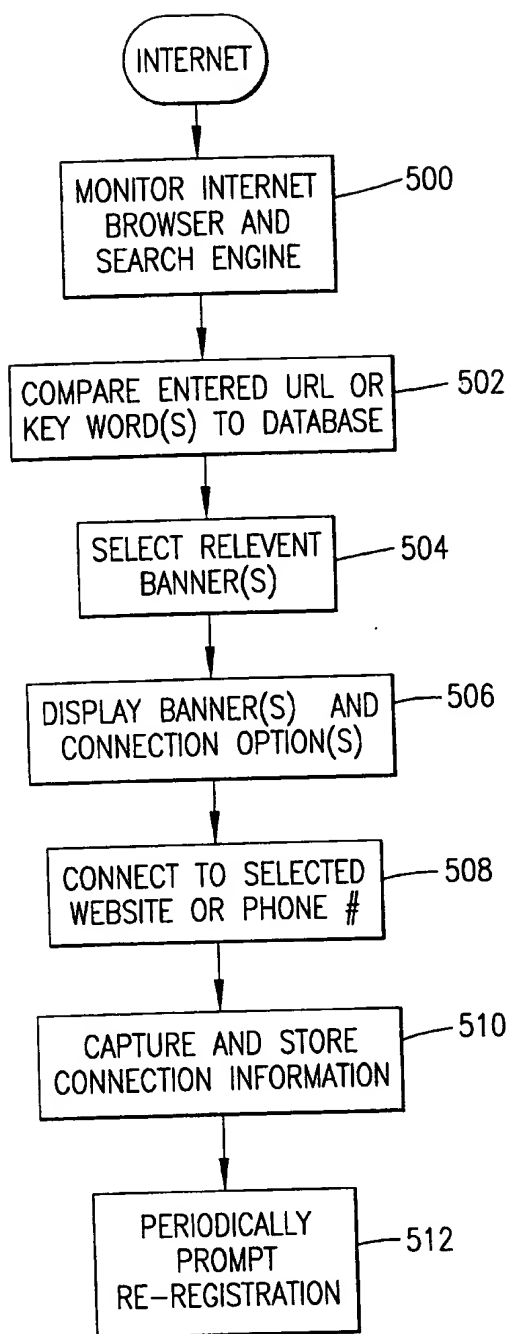 INTERNET
MONITOR INTERNET
BROWSER AND
SEARCH ENGINE
500
COMPARE ENTERED URL OR
KEY WORD(S) TO DATABASE
502
SELECT RELEVENT
BANNER(S)
504
DISPLAY BANNER(S) AND
CONNECTION OPTION(S)
506
CONNECT TO SELECTED
WEBSITE OR PHONE #
508
CAPTURE AND STORE
CONNECTION INFORMATION
510
PERIODICALLY
PROMPT
RE-REGISTRATION
512